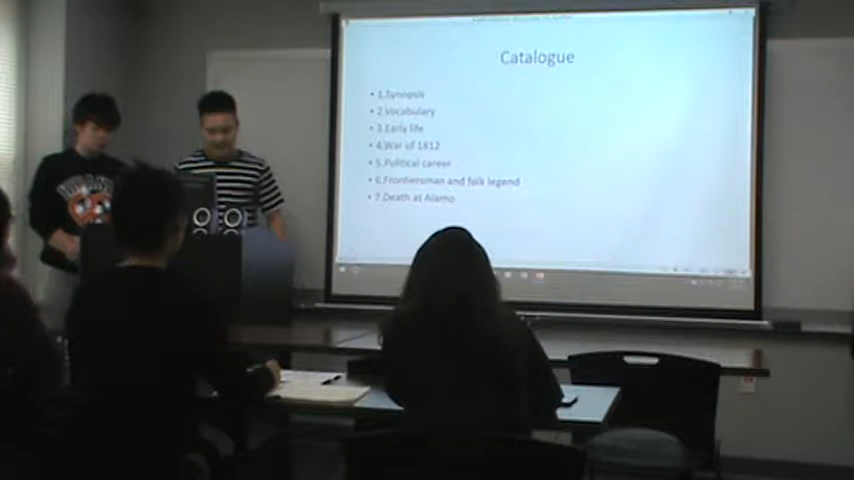 Catalogue
• 1.Synopsis
• 2.Vocabulary
• 3.Early life
• 4.War of 1812
• 5.Political career
• 6.Frontiersman and folk legend
• 7.Death at Alamo